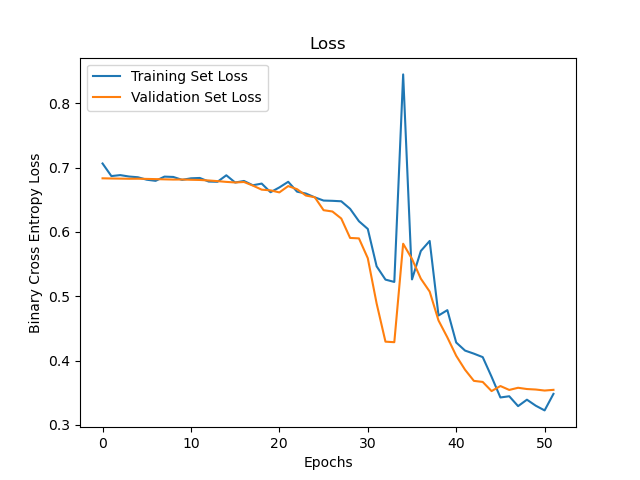 Loss
Training Set Loss
Validation Set Loss
0.8
0.7
0.6
0.5
0.4
0.3
Binary Cross Entropy Loss
0 10 20 30 40 50
Epochs